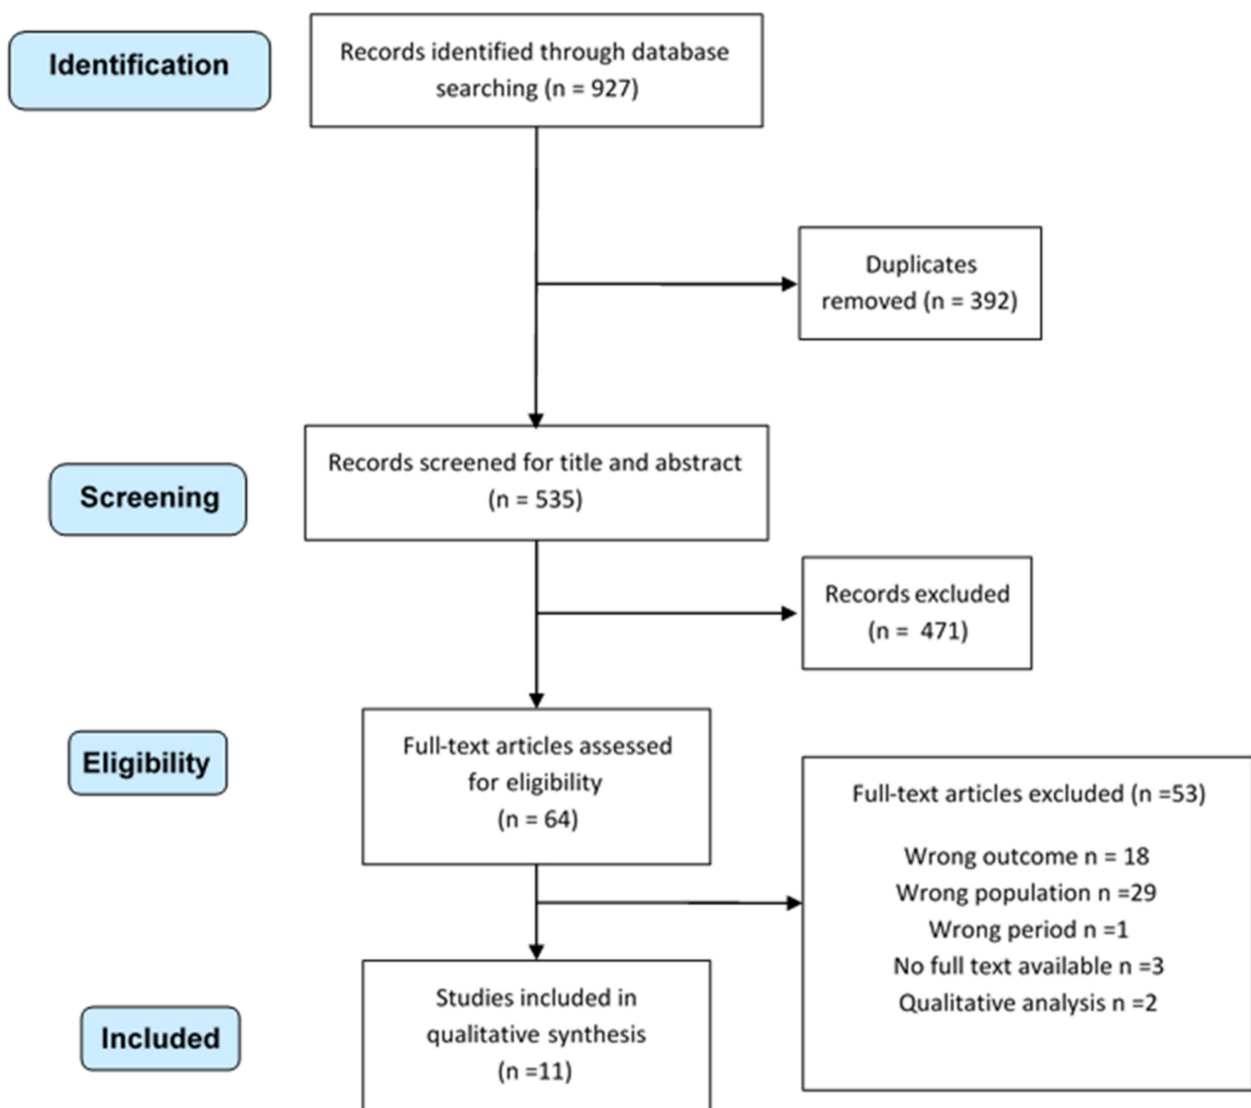 Identification
Records identified through database
searching (n = 927)
Duplicates
removed (n = 392)
Screening
Records screened for title and abstract
(n = 535)
Records excluded
(n = 471)
Eligibility
Full-text articles assessed
for eligibility
(n = 64)
Full-text articles excluded (n =53)
Wrong outcome n = 18
Wrong population n =29
Wrong period n =1
No full text available n =3
Qualitative analysis n =2
Included
Studies included in
qualitative synthesis
(n =11)